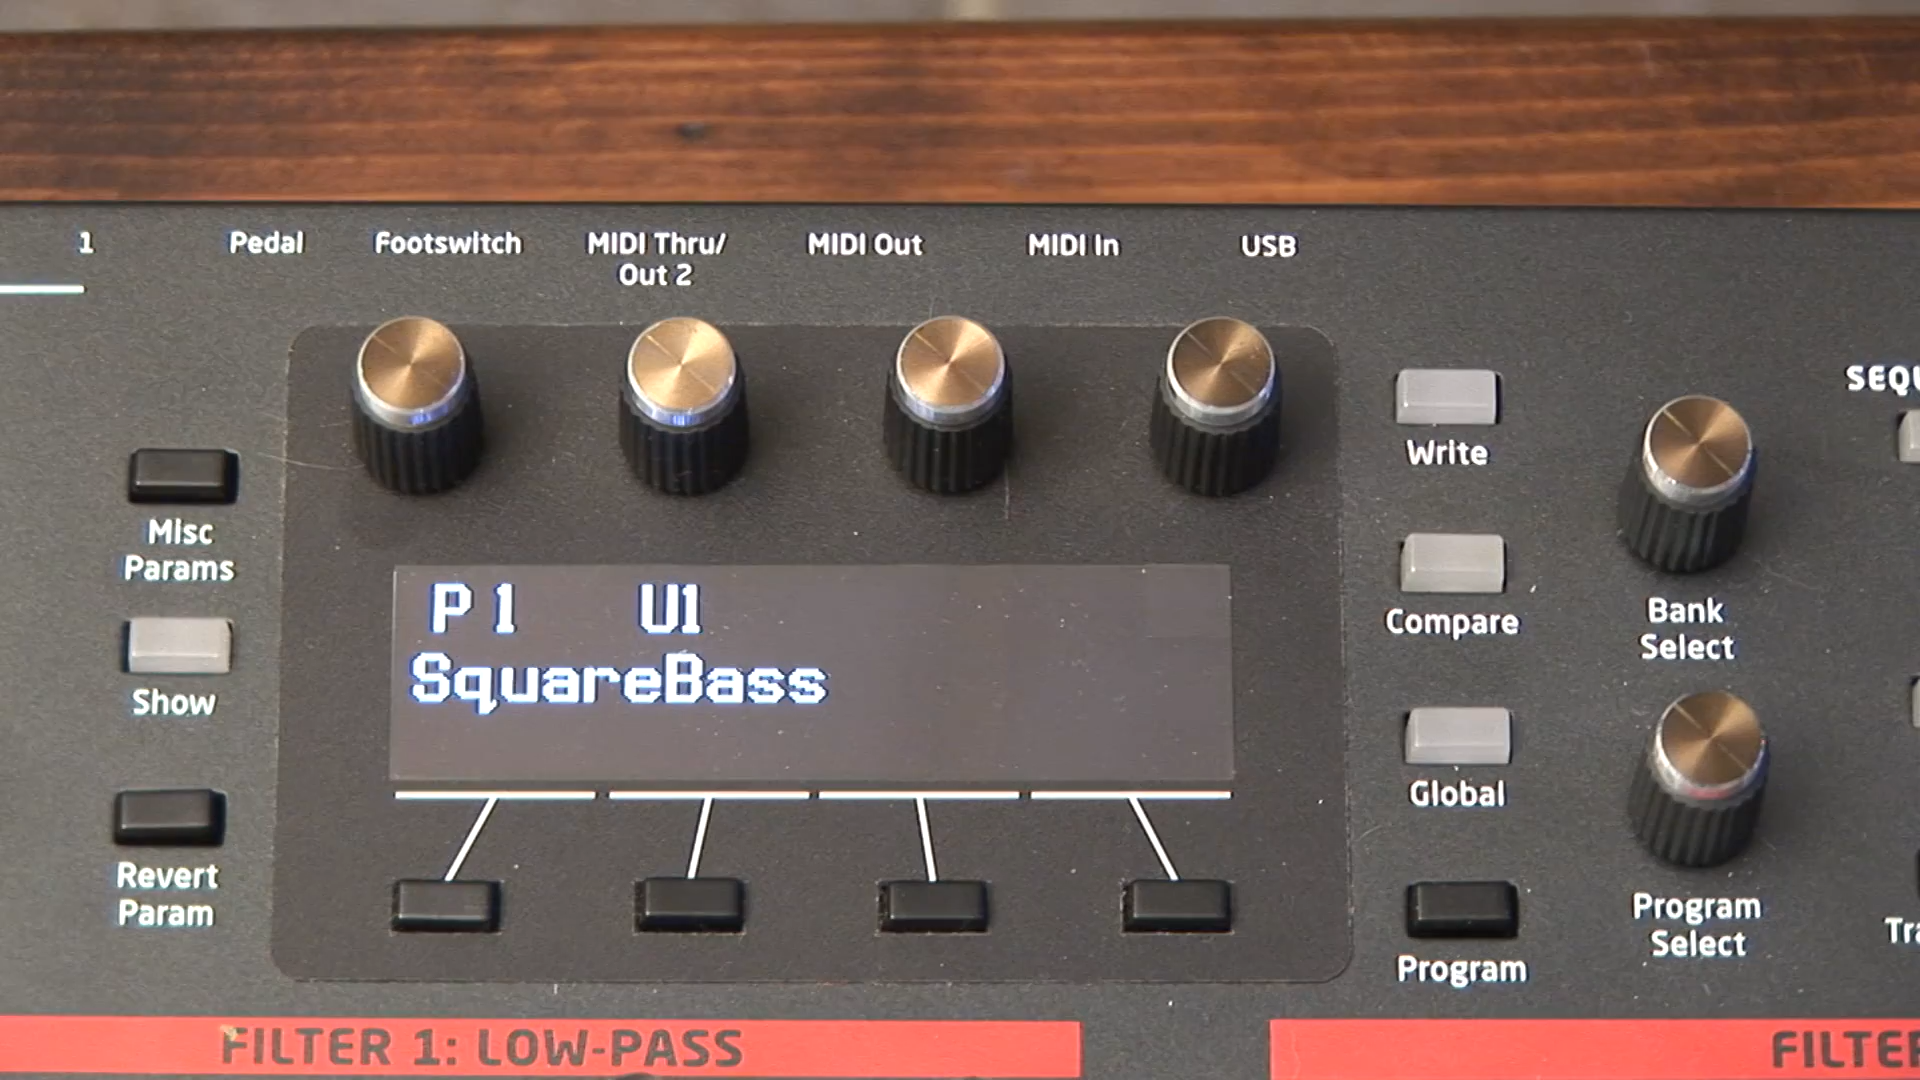 1
Pedal
Footswitch
MIDI Thru/
Out 2
MIDI Out
MIDI In
USB
Write
Misc
Params
P 1 U1
SquareBass
Compare
Bank
Select
Show
Global
Revert
Param
Program
Program
Select
FILTER 1: LOW-PASS